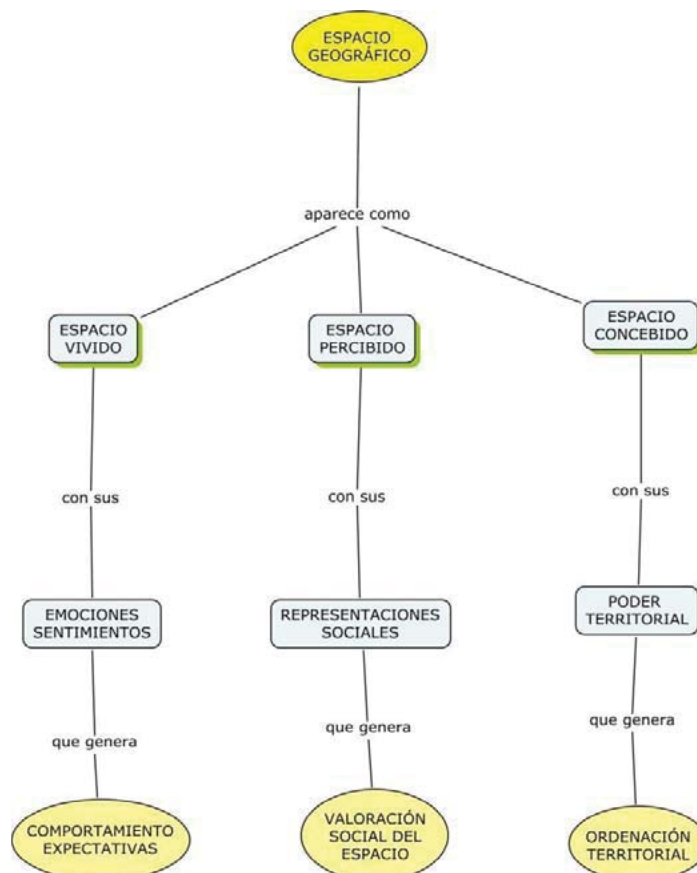 ESPACIO
GEOGRÁFICO
aparece como
ESPACIO
VIVIDO
ESPACIO
PERCIBIDO
ESPACIO
CONCEBIDO
con sus
con sus
con sus
EMOCIONES
SENTIMIENTOS
REPRESENTACIONES
SOCIALES
PODER
TERRITORIAL
que genera
que genera
que genera
COMPORTAMIENTO
EXPECTATIVAS
VALORACIÓN
SOCIAL DEL
ESPACIO
ORDENACIÓN
TERRITORIAL